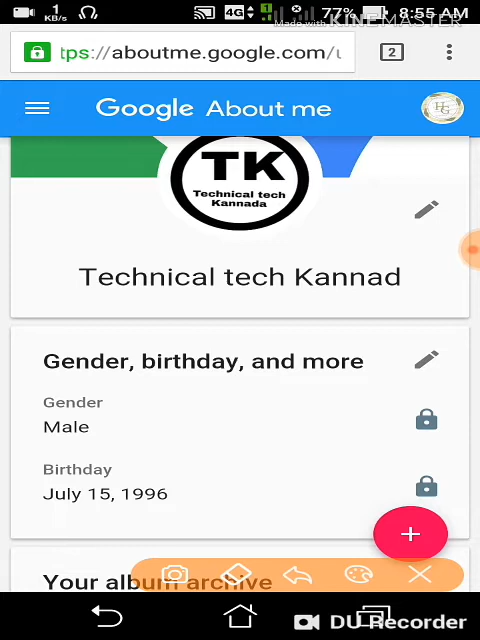 1 KB/s 4G 1 77% 8:55 AM
Made with KINEMASTER
tps://aboutme.google.com/u 2
Google About me
HG
TK
Technical tech
Kannada
Technical tech Kannad
Gender, birthday, and more
Gender
Male
Birthday
July 15, 1996
+
Your album archive
DU Recorder